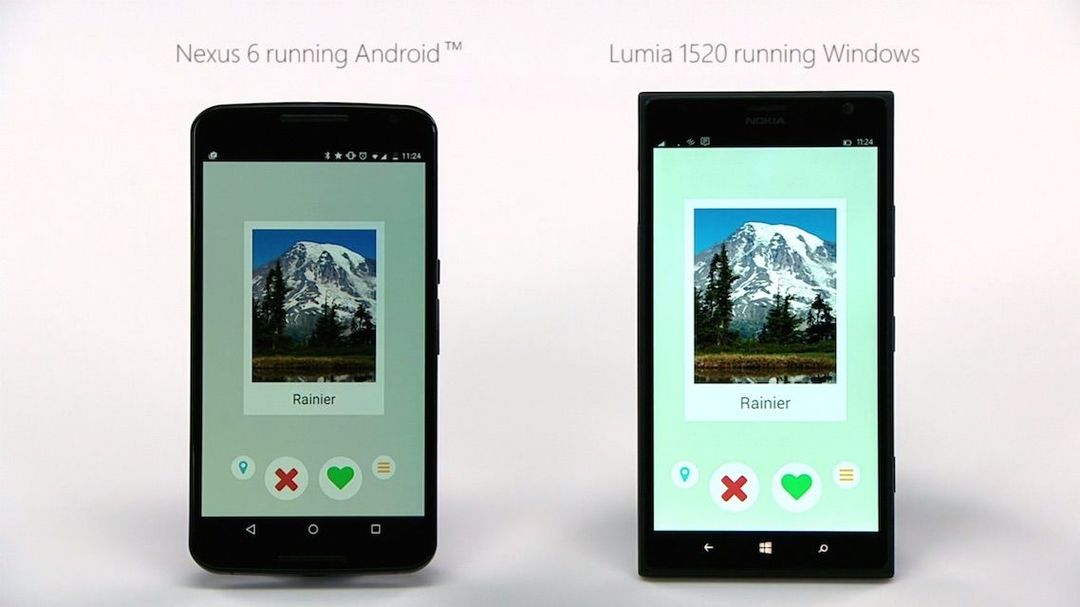 Nexus 6 running Android™
Lumia 1520 running Windows
NOKIA
11:24
11:24
Rainier
Rainier